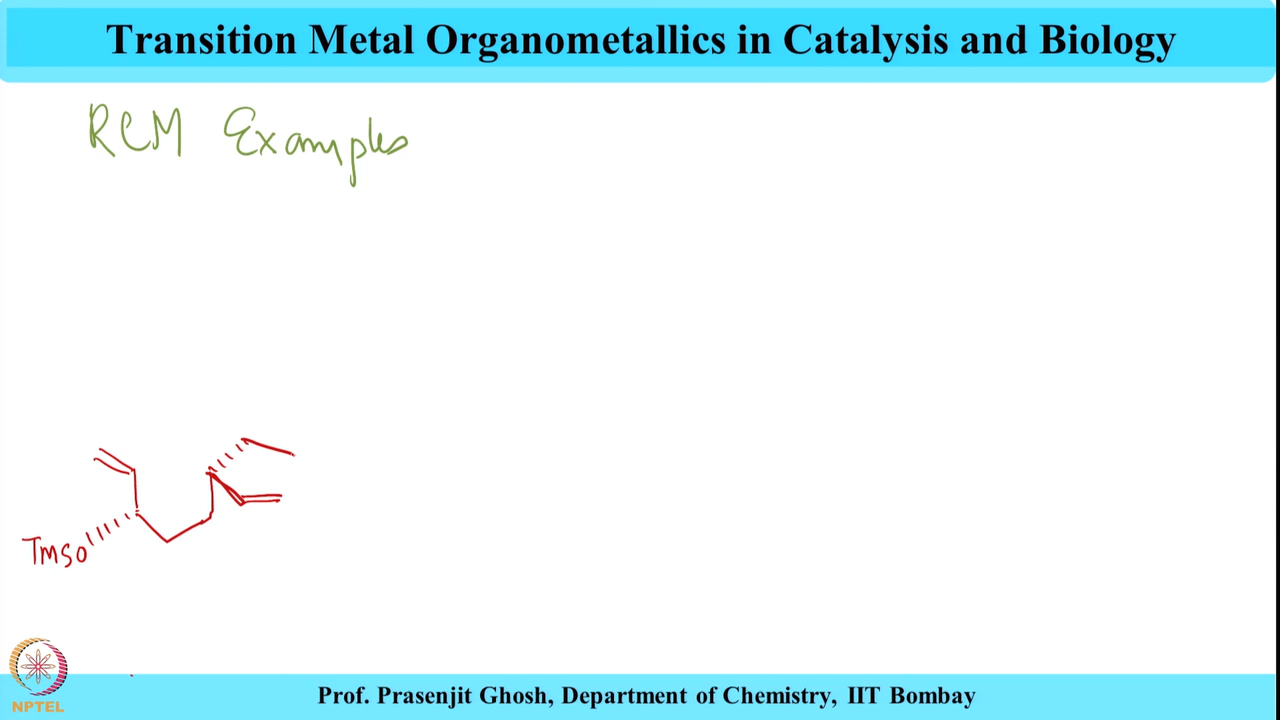 Transition Metal Organometallics in Catalysis and Biology
RCM Examples
TMSO
NPTEL
Prof. Prasenjit Ghosh, Department of Chemistry, IIT Bombay